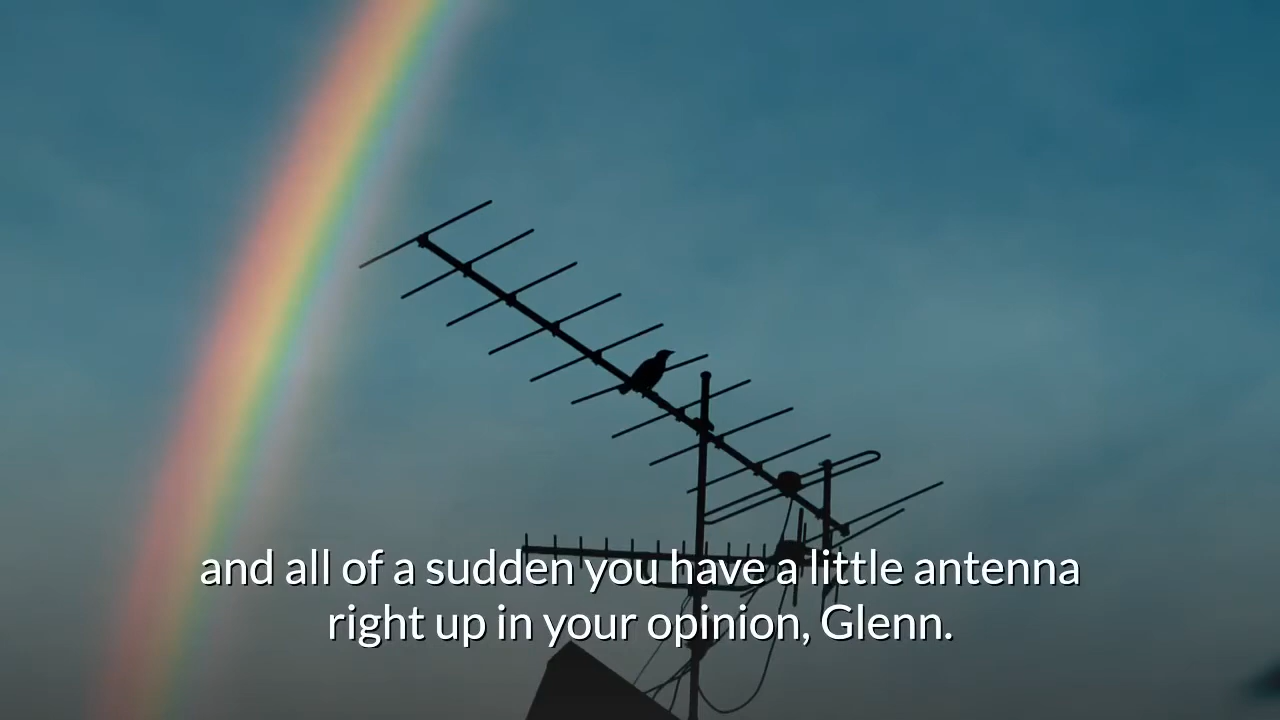 and all of a sudden you have a little antenna
right up in your opinion, Glenn.